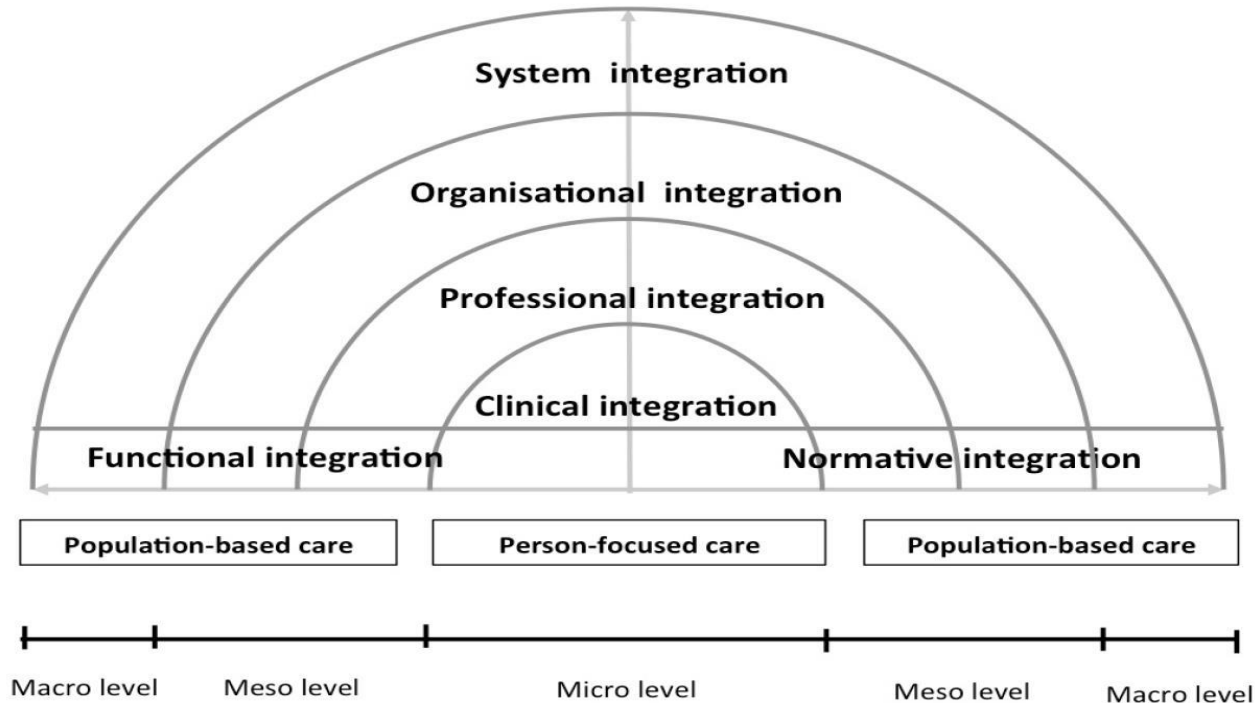 System integration
Organisational integration
Professional integration
Clinical integration
Functional integration
Normative integration
Population-based care
Person-focused care
Population-based care
Macro level
Meso level
Micro level
Meso level
Macro level